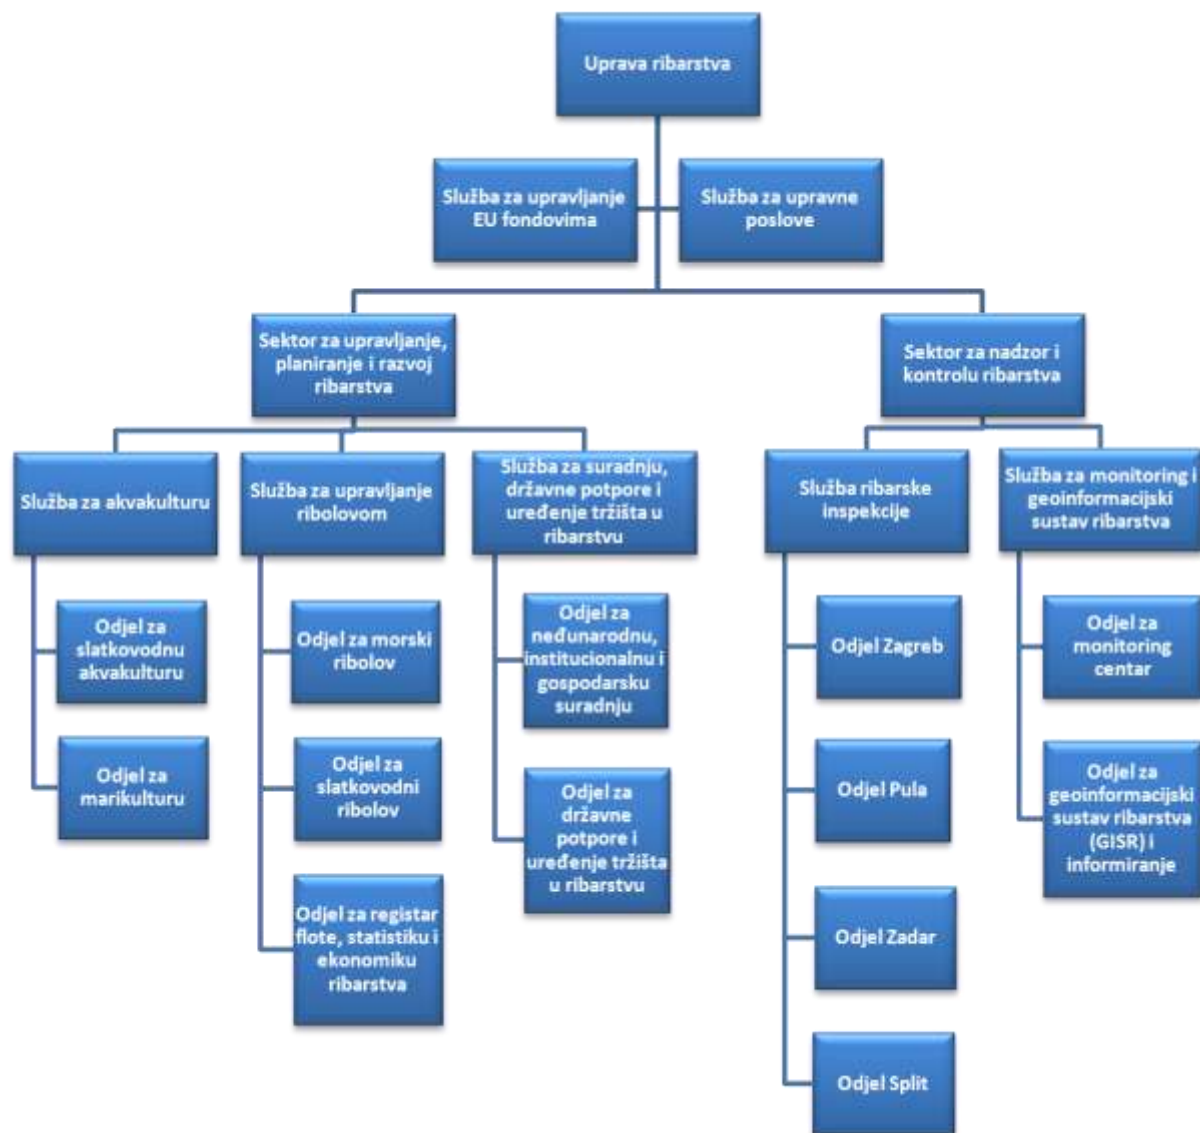 Uprava ribarstva
Služba za upravljanje
EU fondovima
Služba za upravne
poslove
Sektor za upravljanje,
planiranje i razvoj
ribarstva
Sektor za nadzor i
kontrolu ribarstva
Služba za akvakulturu
Služba za upravljanje
ribolovom
Služba za suradnju,
državne potpore i
uređenje tržišta u
ribarstvu
Služba ribarske
inspekcije
Služba za monitoring i
geoinformacijski
sustav ribarstva
Odjel za
slatkovodnu
akvakulturu
Odjel za
marikulturu
Odjel za morski
ribolov
Odjel za
slatkovodni
ribolov
Odjel za registar
flote, statistiku i
ekonomiku
ribarstva
Odjel za
neđunarodnu,
institucionalnu i
gospodarsku
suradnju
Odjel za
državne
potpore i
uređenje tržišta
u ribarstvu
Odjel Zagreb
Odjel Pula
Odjel Zadar
Odjel Split
Odjel za
monitoring
centar
Odjel za
geoinformacijski
sustav ribarstva
(GISR) i
informiranje